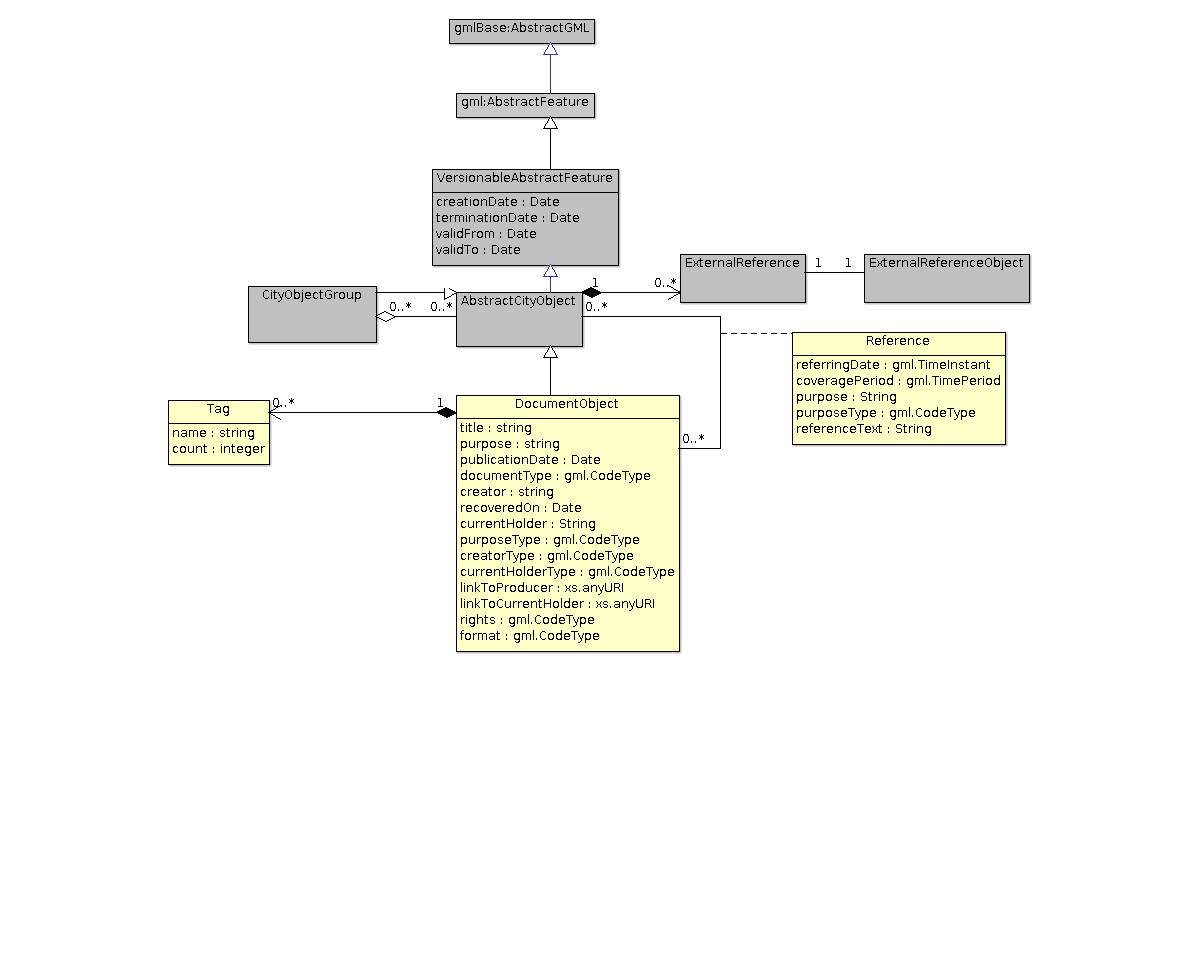 gmlBase:AbstractGML
gml:AbstractFeature
VersionableAbstractFeature
creationDate : Date
terminationDate : Date
validFrom : Date
validTo : Date
ExternalReference
1
1
ExternalReferenceObject
CityObjectGroup
0..*
0..*
AbstractCityObject
1
0..*
0..*
Reference
referringDate : gml.TimeInstant
coveragePeriod : gml.TimePeriod
purpose : String
purposeType : gml.CodeType
referenceText : String
Tag
name : string
count : integer
0..*
1
DocumentObject
title : string
purpose : string
publicationDate : Date
documentType : gml.CodeType
creator : string
recoveredOn : Date
currentHolder : String
purposeType : gml.CodeType
creatorType : gml.CodeType
currentHolderType : gml.CodeType
linkToProducer : xs.anyURI
linkToCurrentHolder : xs.anyURI
rights : gml.CodeType
format : gml.CodeType
0..*